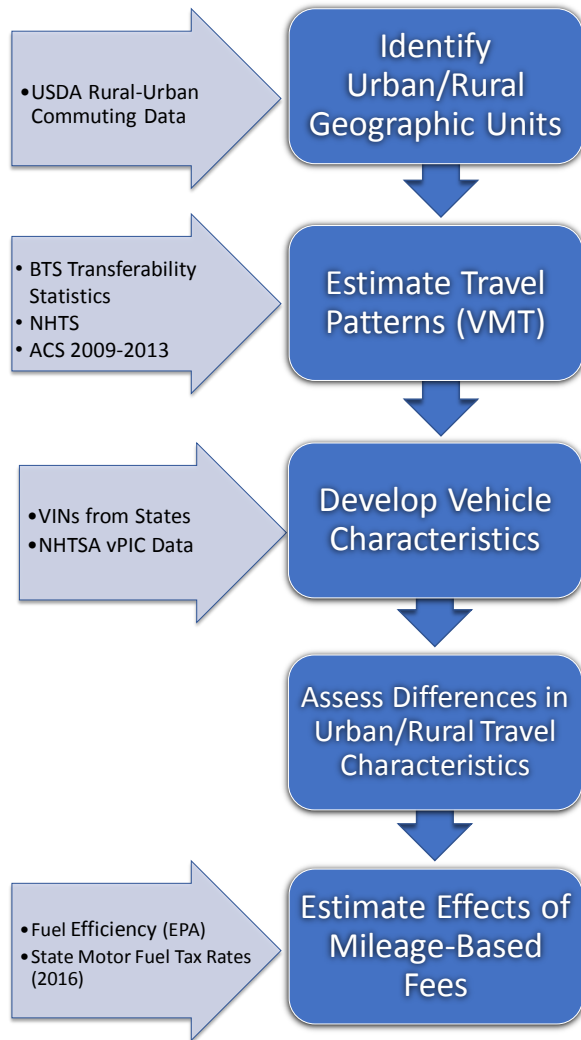 •USDA Rural-Urban
Commuting Data
Identify
Urban/Rural
Geographic Units
• BTS Transferability
Statistics
• NHTS
• ACS 2009-2013
Estimate Travel
Patterns (VMT)
•VINs from States
•NHTSA vPIC Data
Develop Vehicle
Characteristics
Assess Differences in
Urban/Rural Travel
Characteristics
•Fuel Efficiency (EPA)
•State Motor Fuel Tax Rates
(2016)
Estimate Effects of
Mileage-Based
Fees